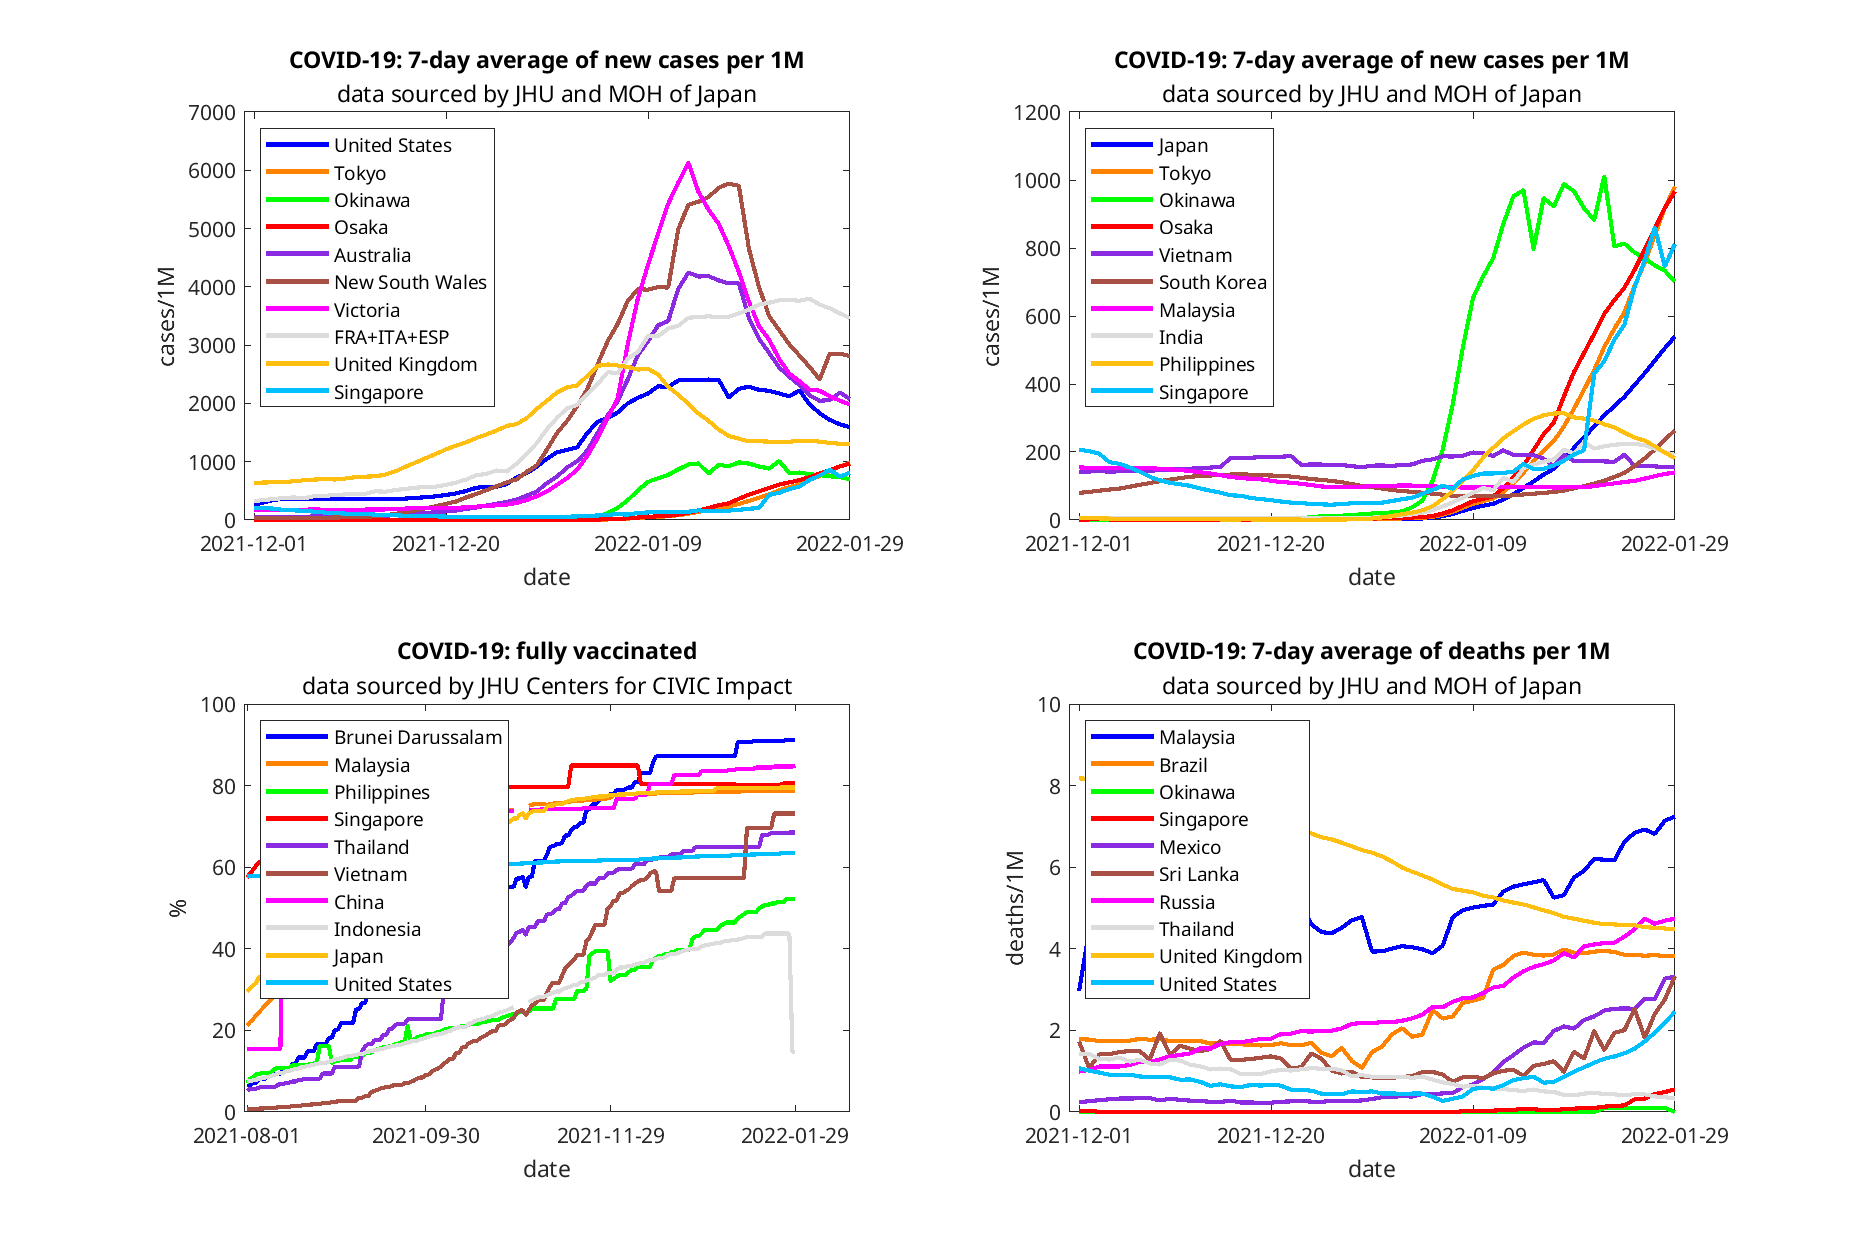 COVID-19: 7-day average of new cases per 1M
data sourced by JHU and MOH of Japan
7000
6000
5000
4000
3000
2000
1000
0
cases/1M
United States
Tokyo
Okinawa
Osaka
Australia
New South Wales
Victoria
FRA+ITA+ESP
United Kingdom
Singapore
2021-12-01
2021-12-20
2022-01-09
2022-01-29
date
COVID-19: 7-day average of new cases per 1M
data sourced by JHU and MOH of Japan
1200
1000
800
600
400
200
0
cases/1M
Japan
Tokyo
Okinawa
Osaka
Vietnam
South Korea
Malaysia
India
Philippines
Singapore
2021-12-01
2021-12-20
2022-01-09
2022-01-29
date
COVID-19: fully vaccinated
data sourced by JHU Centers for CIVIC Impact
100
80
60
40
20
0
%
Brunei Darussalam
Malaysia
Philippines
Singapore
Thailand
Vietnam
China
Indonesia
Japan
United States
2021-08-01
2021-09-30
2021-11-29
2022-01-29
date
COVID-19: 7-day average of deaths per 1M
data sourced by JHU and MOH of Japan
10
8
6
4
2
0
deaths/1M
Malaysia
Brazil
Okinawa
Singapore
Mexico
Sri Lanka
Russia
Thailand
United Kingdom
United States
2021-12-01
2021-12-20
2022-01-09
2022-01-29
date